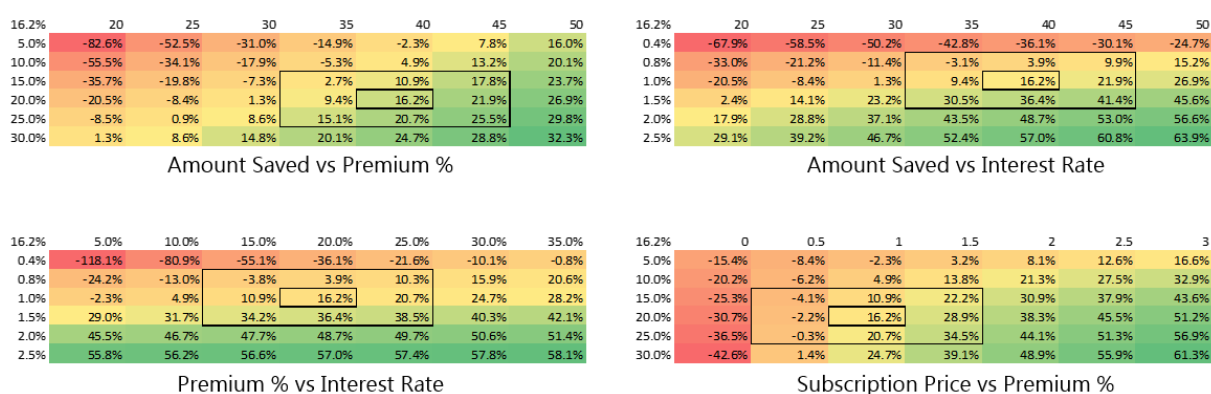 16.2% 20 25 30 35 40 45 50
5.0% -82.6% -52.5% -31.0% -14.9% -2.3% 7.8% 16.0%
10.0% -55.5% -34.1% -17.9% -5.3% 4.9% 13.2% 20.1%
15.0% -35.7% -19.8% -7.3% 2.7% 10.9% 17.8% 23.7%
20.0% -20.5% -8.4% 1.3% 9.4% 16.2% 21.9% 26.9%
25.0% -8.5% 0.9% 8.6% 15.1% 20.7% 25.5% 29.8%
30.0% 1.3% 8.6% 14.8% 20.1% 24.7% 28.8% 32.3%
Amount Saved vs Premium %
16.2% 20 25 30 35 40 45 50
0.4% -67.9% -58.5% -50.2% -42.8% -36.1% -30.1% -24.7%
0.8% -33.0% -21.2% -11.4% -3.1% 3.9% 9.9% 15.2%
1.0% -20.5% -8.4% 1.3% 9.4% 16.2% 21.9% 26.9%
1.5% 2.4% 14.1% 23.2% 30.5% 36.4% 41.4% 45.6%
2.0% 17.9% 28.8% 37.1% 43.5% 48.7% 53.0% 56.6%
2.5% 29.1% 39.2% 46.7% 52.4% 57.0% 60.8% 63.9%
Amount Saved vs Interest Rate
16.2% 5.0% 10.0% 15.0% 20.0% 25.0% 30.0% 35.0%
0.4% -118.1% -80.9% -55.1% -36.1% -21.6% -10.1% -0.8%
0.8% -24.2% -13.0% -3.8% 3.9% 10.3% 15.9% 20.6%
1.0% -2.3% 4.9% 10.9% 16.2% 20.7% 24.7% 28.2%
1.5% 29.0% 31.7% 34.2% 36.4% 38.5% 40.3% 42.1%
2.0% 45.5% 46.7% 47.7% 48.7% 49.7% 50.6% 51.4%
2.5% 55.8% 56.2% 56.6% 57.0% 57.4% 57.8% 58.1%
Premium % vs Interest Rate
16.2% 0 0.5 1 1.5 2 2.5 3
5.0% -15.4% -8.4% -2.3% 3.2% 8.1% 12.6% 16.6%
10.0% -20.2% -6.2% 4.9% 13.8% 21.3% 27.5% 32.9%
15.0% -25.3% -4.1% 10.9% 22.2% 30.9% 37.9% 43.6%
20.0% -30.7% -2.2% 16.2% 28.9% 38.3% 45.5% 51.2%
25.0% -36.5% -0.3% 20.7% 34.5% 44.1% 51.3% 56.9%
30.0% -42.6% 1.4% 24.7% 39.1% 48.9% 55.9% 61.3%
Subscription Price vs Premium %